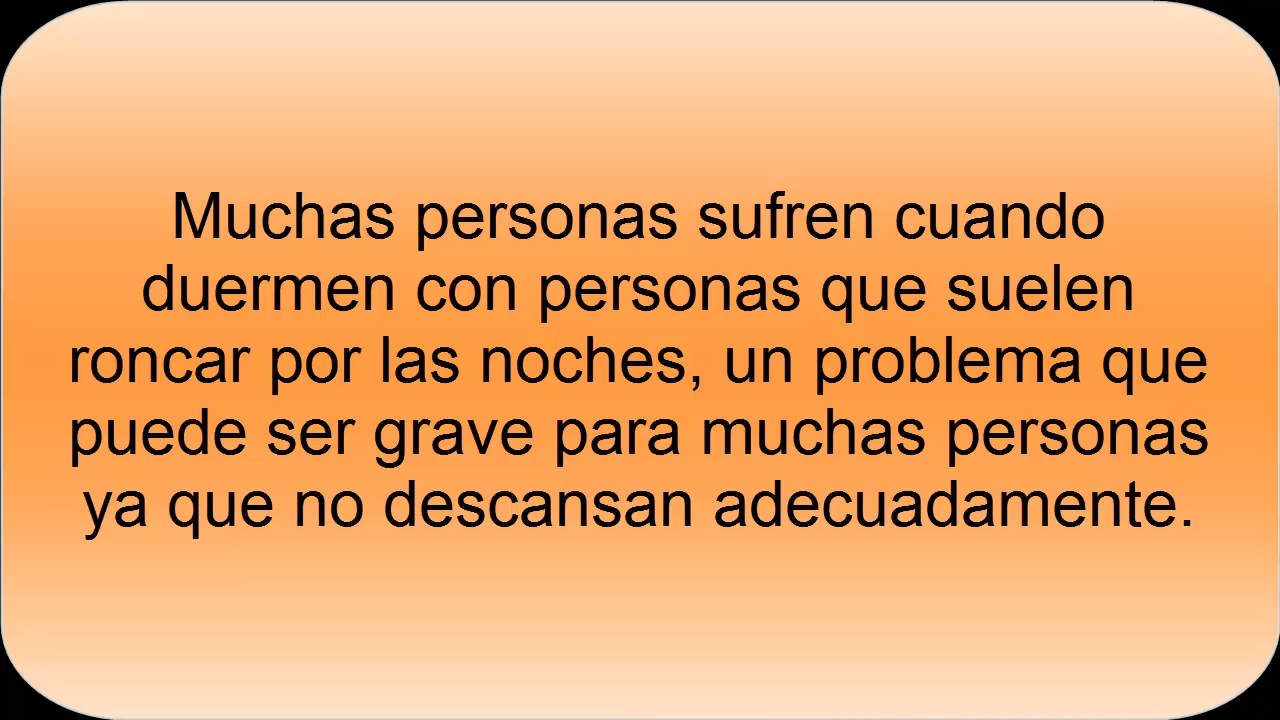 Muchas personas sufren cuando
duermen con personas que suelen
roncar por las noches, un problema que
puede ser grave para muchas personas
ya que no descansan adecuadamente.